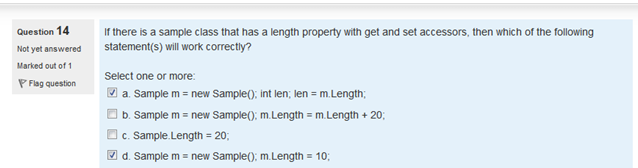 Question 14
Not yet answered
Marked out of 1
Flag question
If there is a sample class that has a length property with get and set accessors, then which of the following
statement(s) will work correctly?
Select one or more:
a. Sample m = new Sample(); int len; len = m.Length;
b. Sample m = new Sample(); m.Length = m.Length + 20;
c. Sample.Length = 20;
d. Sample m = new Sample(); m.Length = 10;